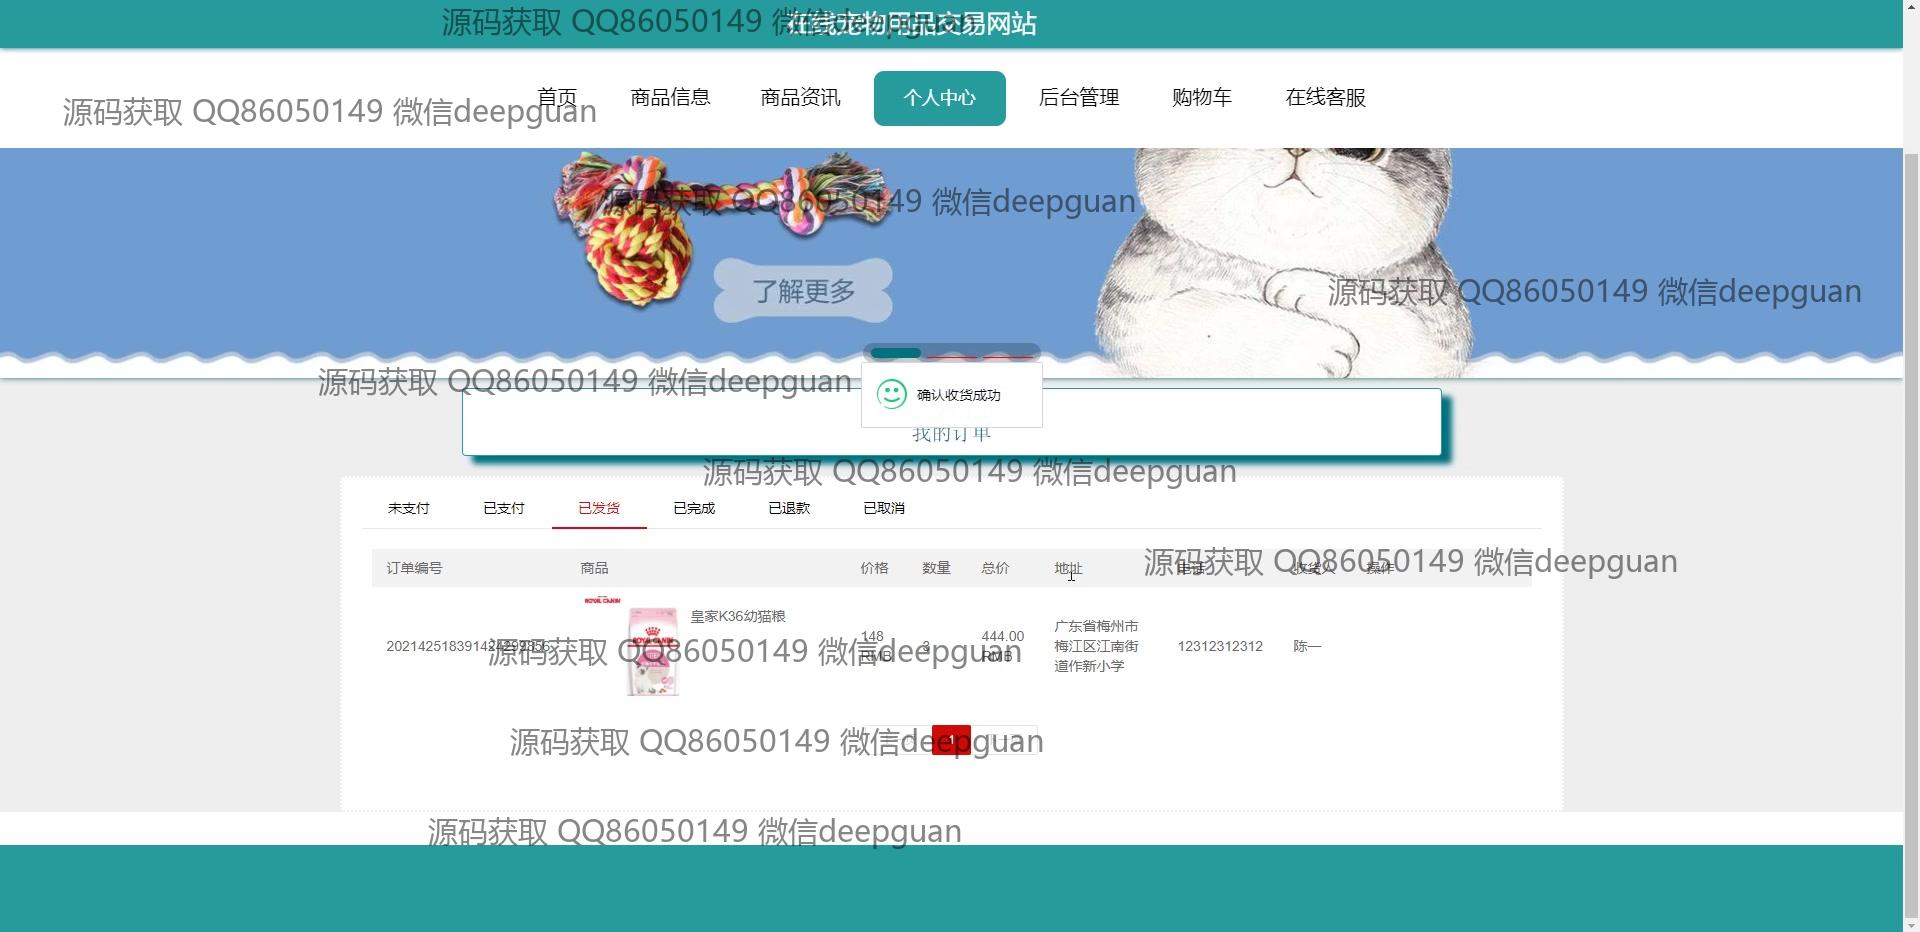 在线宠物用品交易网站
源码获取 QQ86050149 微信deepguan
首页 商品信息 商品资讯 个人中心 后台管理 购物车 在线客服
源码获取 QQ86050149 微信deepguan
源码获取 QQ86050149 微信deepguan
了解更多
源码获取 QQ86050149 微信deepguan
源码获取 QQ86050149 微信deepguan
确认收货成功
我的订单
源码获取 QQ86050149 微信deepguan
未支付 已支付 已发货 已完成 已退款 已取消
订单编号 商品 价格 数量 总价 地址 电话 收货人 操作
源码获取 QQ86050149 微信deepguan
ROYAL CANIN
皇家K36幼猫粮
ROYAL CANIN
148 RMB
3
444.00 RMB
广东省梅州市
梅江区江南街
道作新小学
12312312312
陈一
源码获取 QQ86050149 微信deepguan
1
源码获取 QQ86050149 微信deepguan
源码获取 QQ86050149 微信deepguan